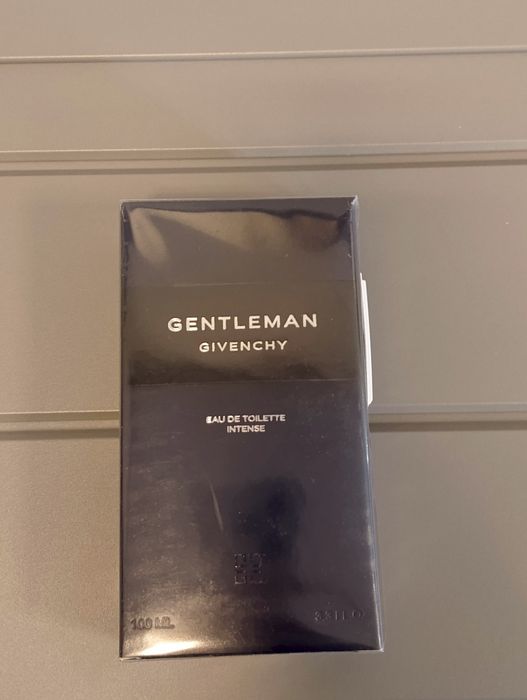 GENTLEMAN
GIVENCHY
EAU DE TOILETTE
INTENSE
100 ML